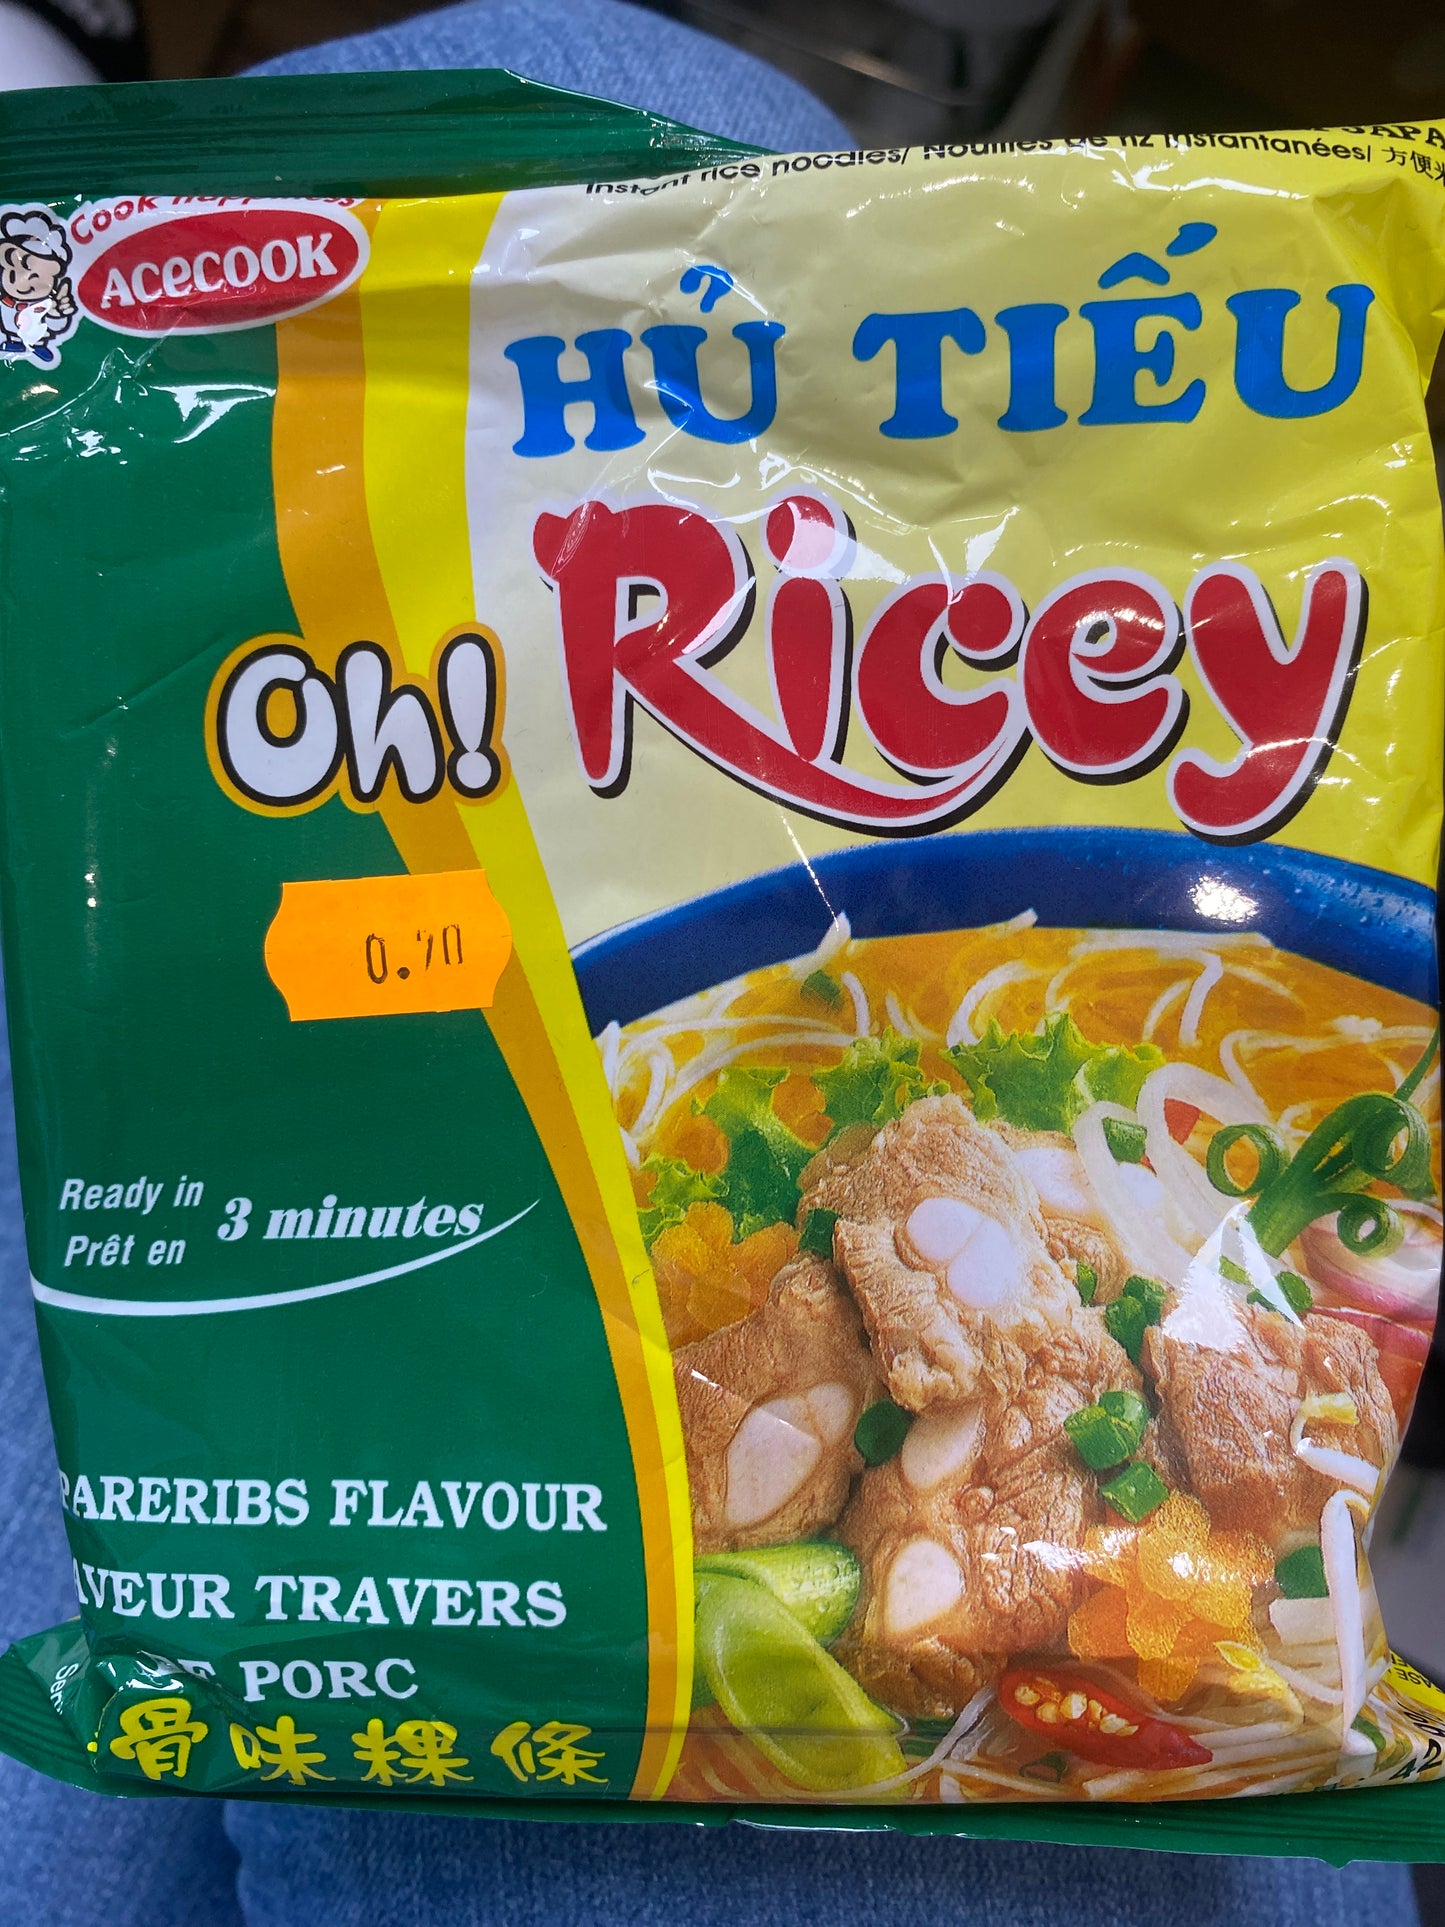 Cook happiness
ACECOOK
Instant rice noodles/ Nouilles De riz instantanées/ 方便
HỦ TIẾU
Oh! Ricey
0.70
Ready in
Prêt en
3 minutes
PARERIBS FLAVOUR
AVEUR TRAVERS
DE PORC
骨味粿條